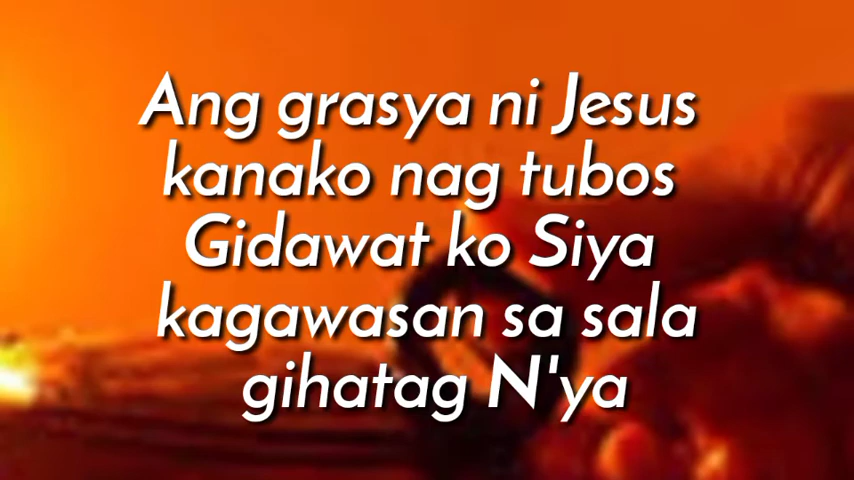 Ang grasya ni Jesus
kanako nag tubos
Gidawat ko Siya
kagawasan sa sala
gihatag N'ya